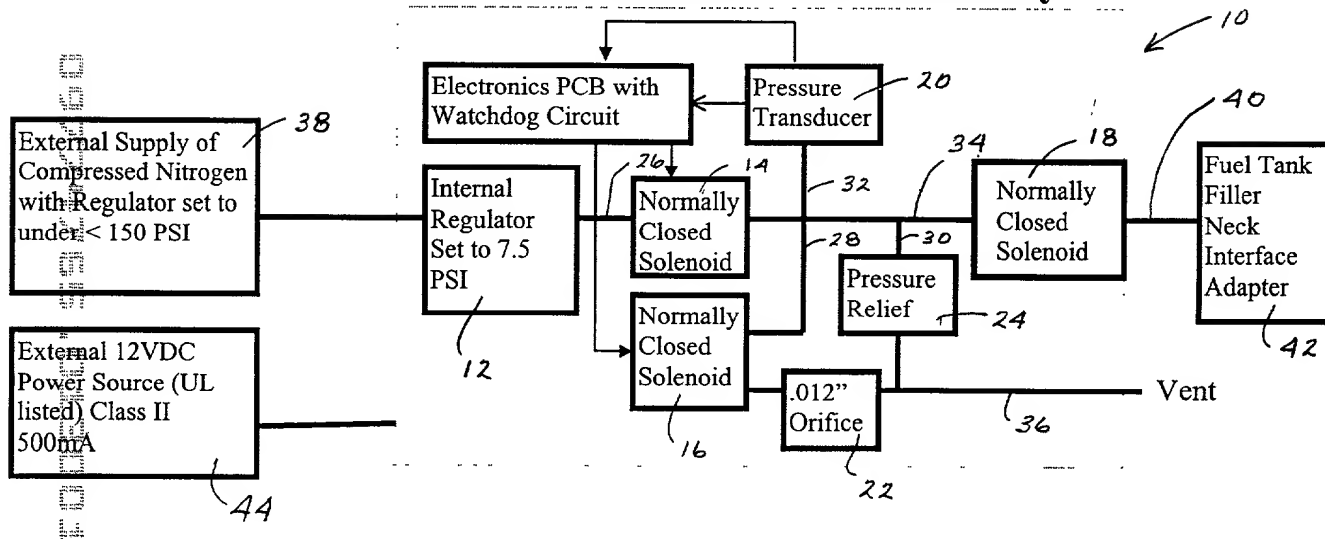 10
External Supply of
Compressed Nitrogen
with Regulator set to
under < 150 PSI
38
Electronics PCB with
Watchdog Circuit
Pressure
Transducer
20
Internal
Regulator
Set to 7.5
PSI
12
26
14
Normally
Closed
Solenoid
32
28
34
30
18
Normally
Closed
Solenoid
40
Fuel Tank
Filler
Neck
Interface
Adapter
42
Normally
Closed
Solenoid
16
Pressure
Relief
24
.012”
Orifice
22
36
Vent
External 12VDC
Power Source (UL
listed) Class II
500mA
44